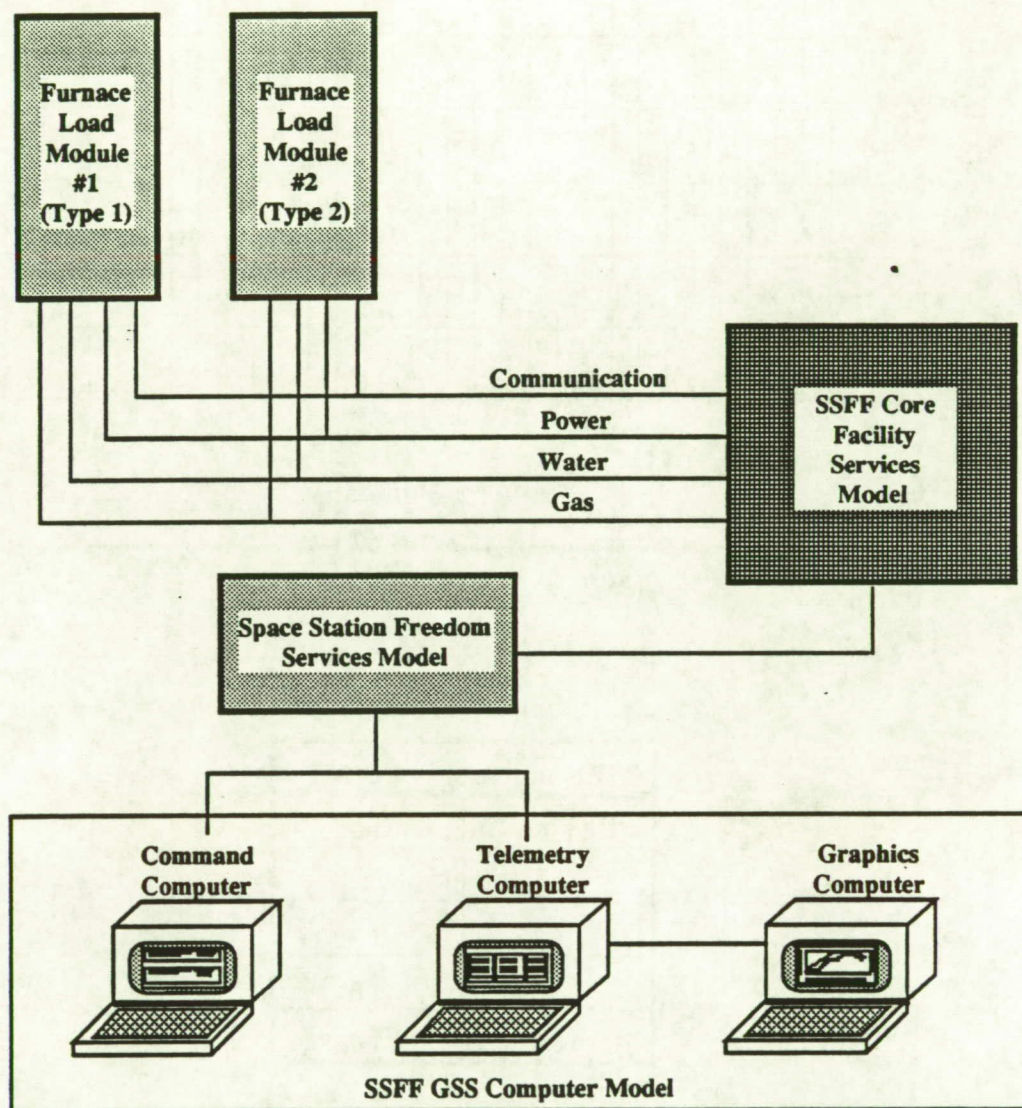 Furnace
Load
Module
#1
(Type 1)
Furnace
Load
Module
#2
(Type 2)
Communication
Power
Water
Gas
SSFF Core
Facility
Services
Model
Space Station Freedom
Services Model
Command
Computer
Telemetry
Computer
Graphics
Computer
SSFF GSS Computer Model